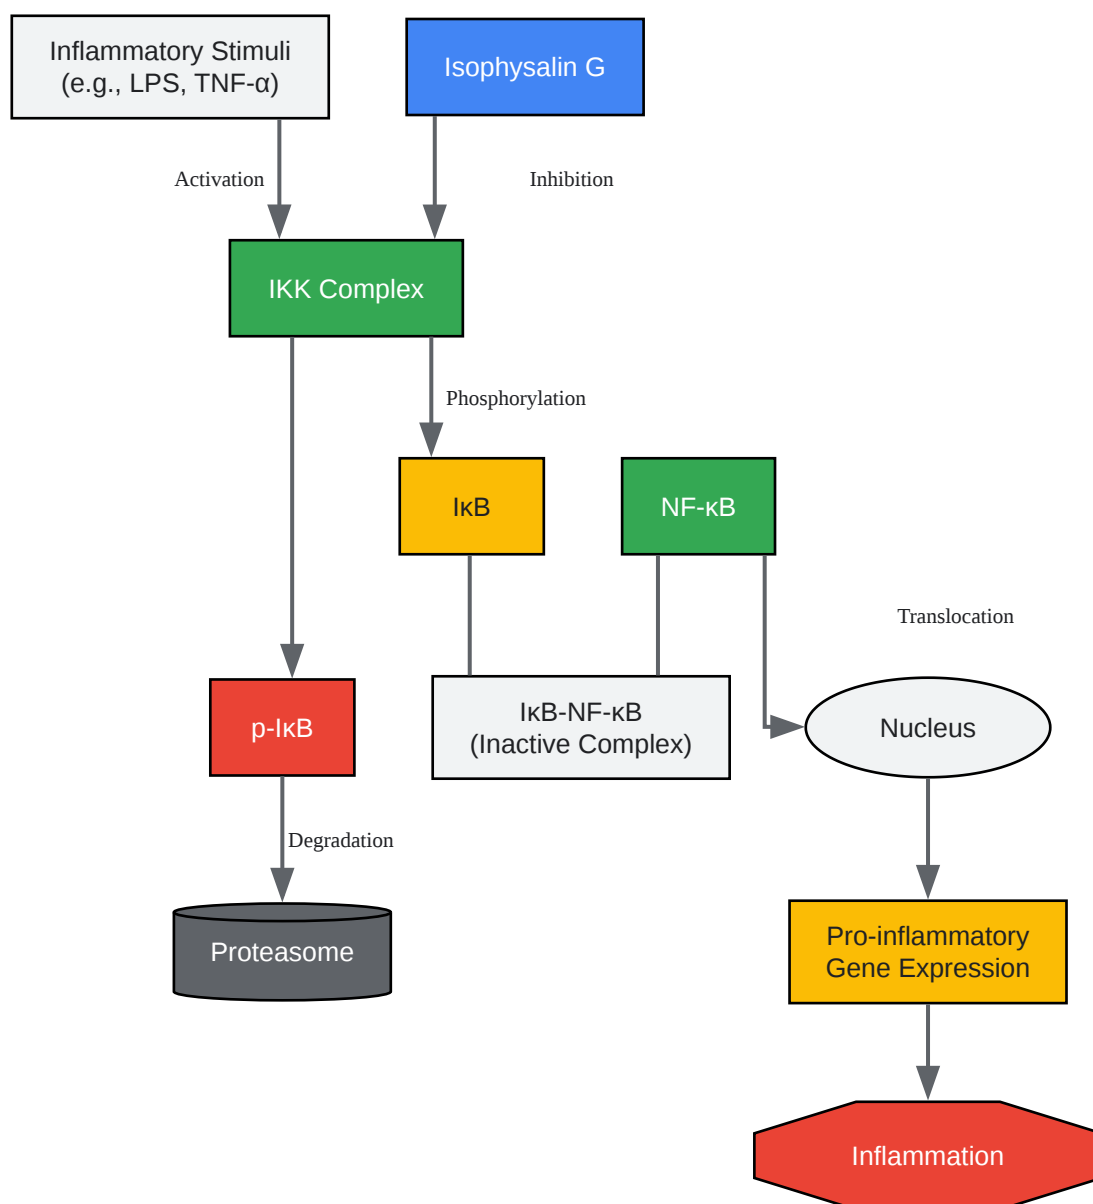 Inflammatory Stimuli
(e.g., LPS, TNF-α)
Isophysalin G
Activation
Inhibition
IKK Complex
Phosphorylation
IκB
NF-κB
Translocation
p-IκB
IκB-NF-κB
(Inactive Complex)
Nucleus
Degradation
Proteasome
Pro-inflammatory
Gene Expression
Inflammation